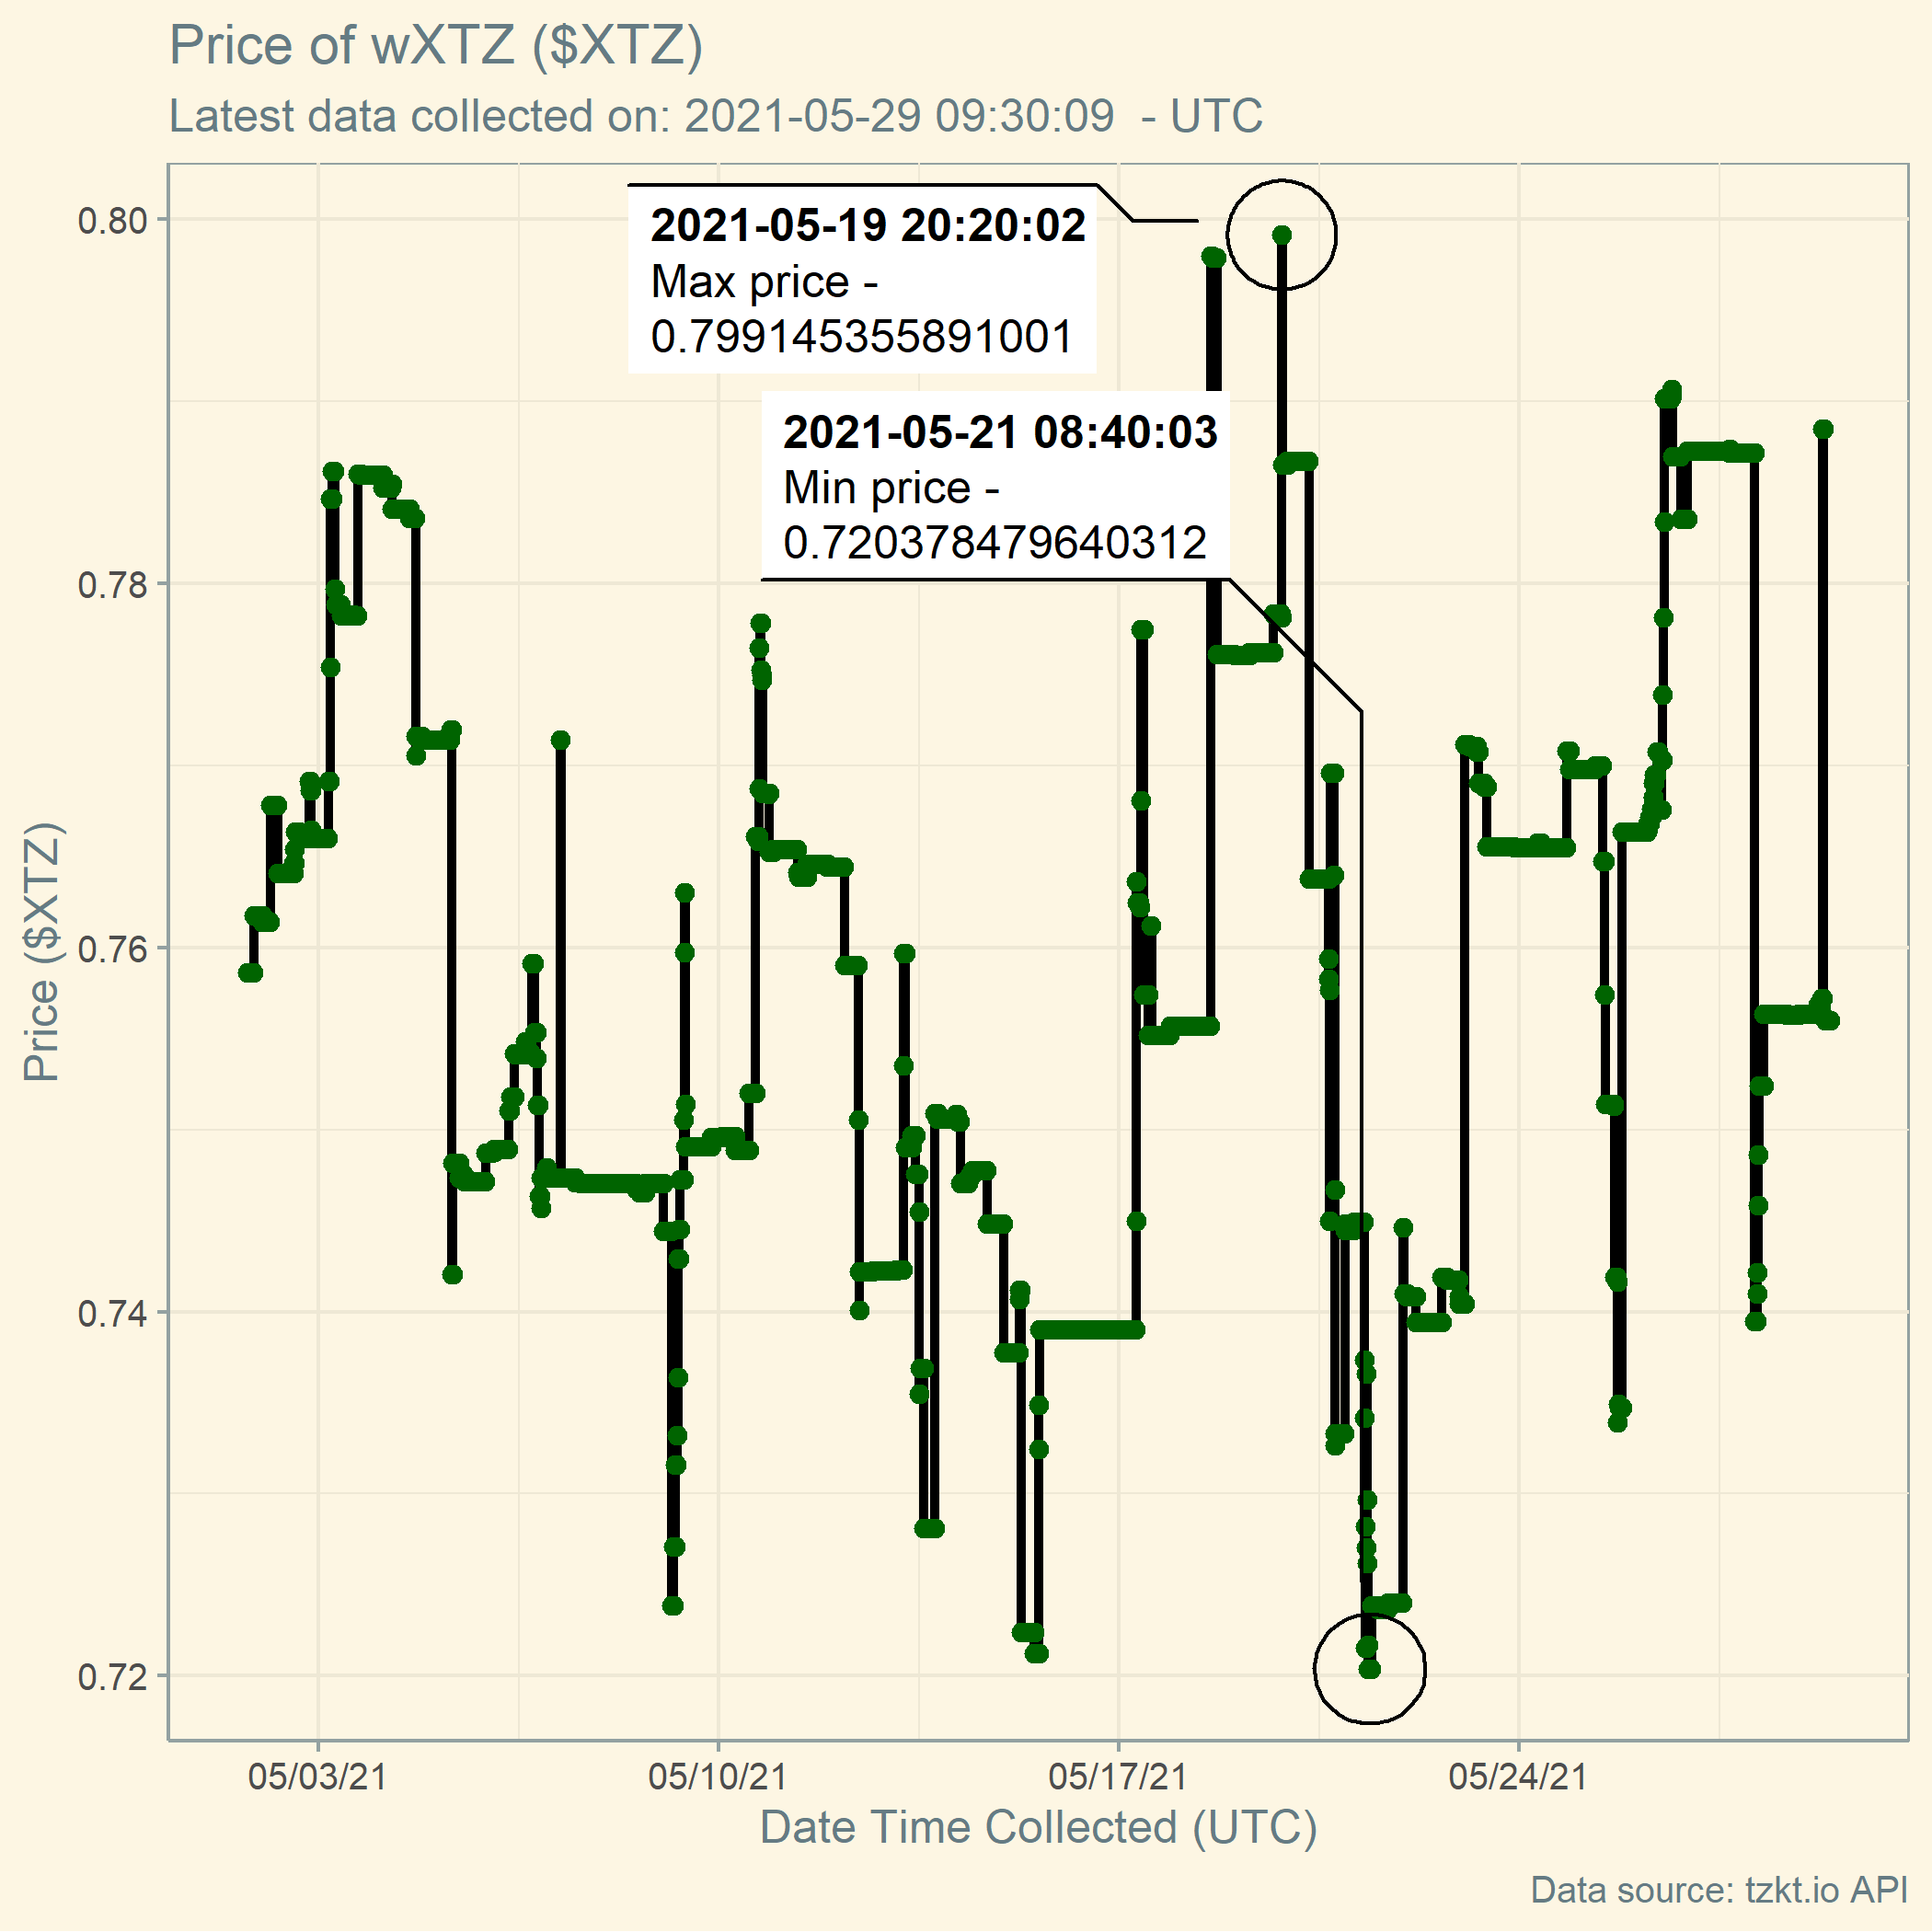 Price of wXTZ ($XTZ)
Latest data collected on: 2021-05-29 09:30:09  - UTC
2021-05-19 20:20:02
Max price -
0.799145355891001
2021-05-21 08:40:03
Min price -
0.720378479640312
Price ($XTZ)
0.80
0.78
0.76
0.74
0.72
05/03/21
05/10/21
05/17/21
05/24/21
Date Time Collected (UTC)
Data source: tzkt.io API